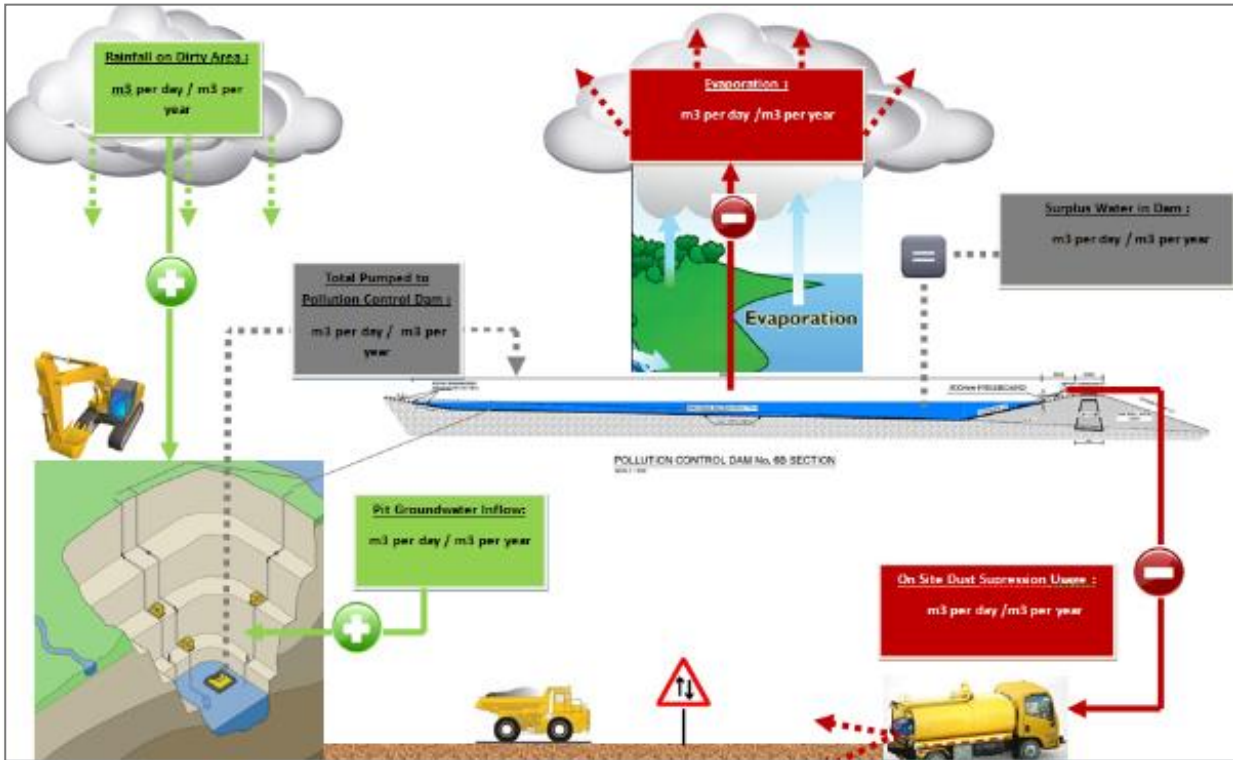 Rainfall on Dirty Area :
m3 per day / m3 per
year
Evaporation :
m3 per day /m3 per year
Surplus Water in Dam :
m3 per day / m3 per year
Total Pumped to
Pollution Control Dam :
m3 per day / m3 per
year
Evaporation
FREEBOARD
POLLUTION CONTROL DAM No. 6B SECTION
Pit Groundwater Inflow:
m3 per day / m3 per year
On Site Dust Supression Usage :
m3 per day /m3 per year